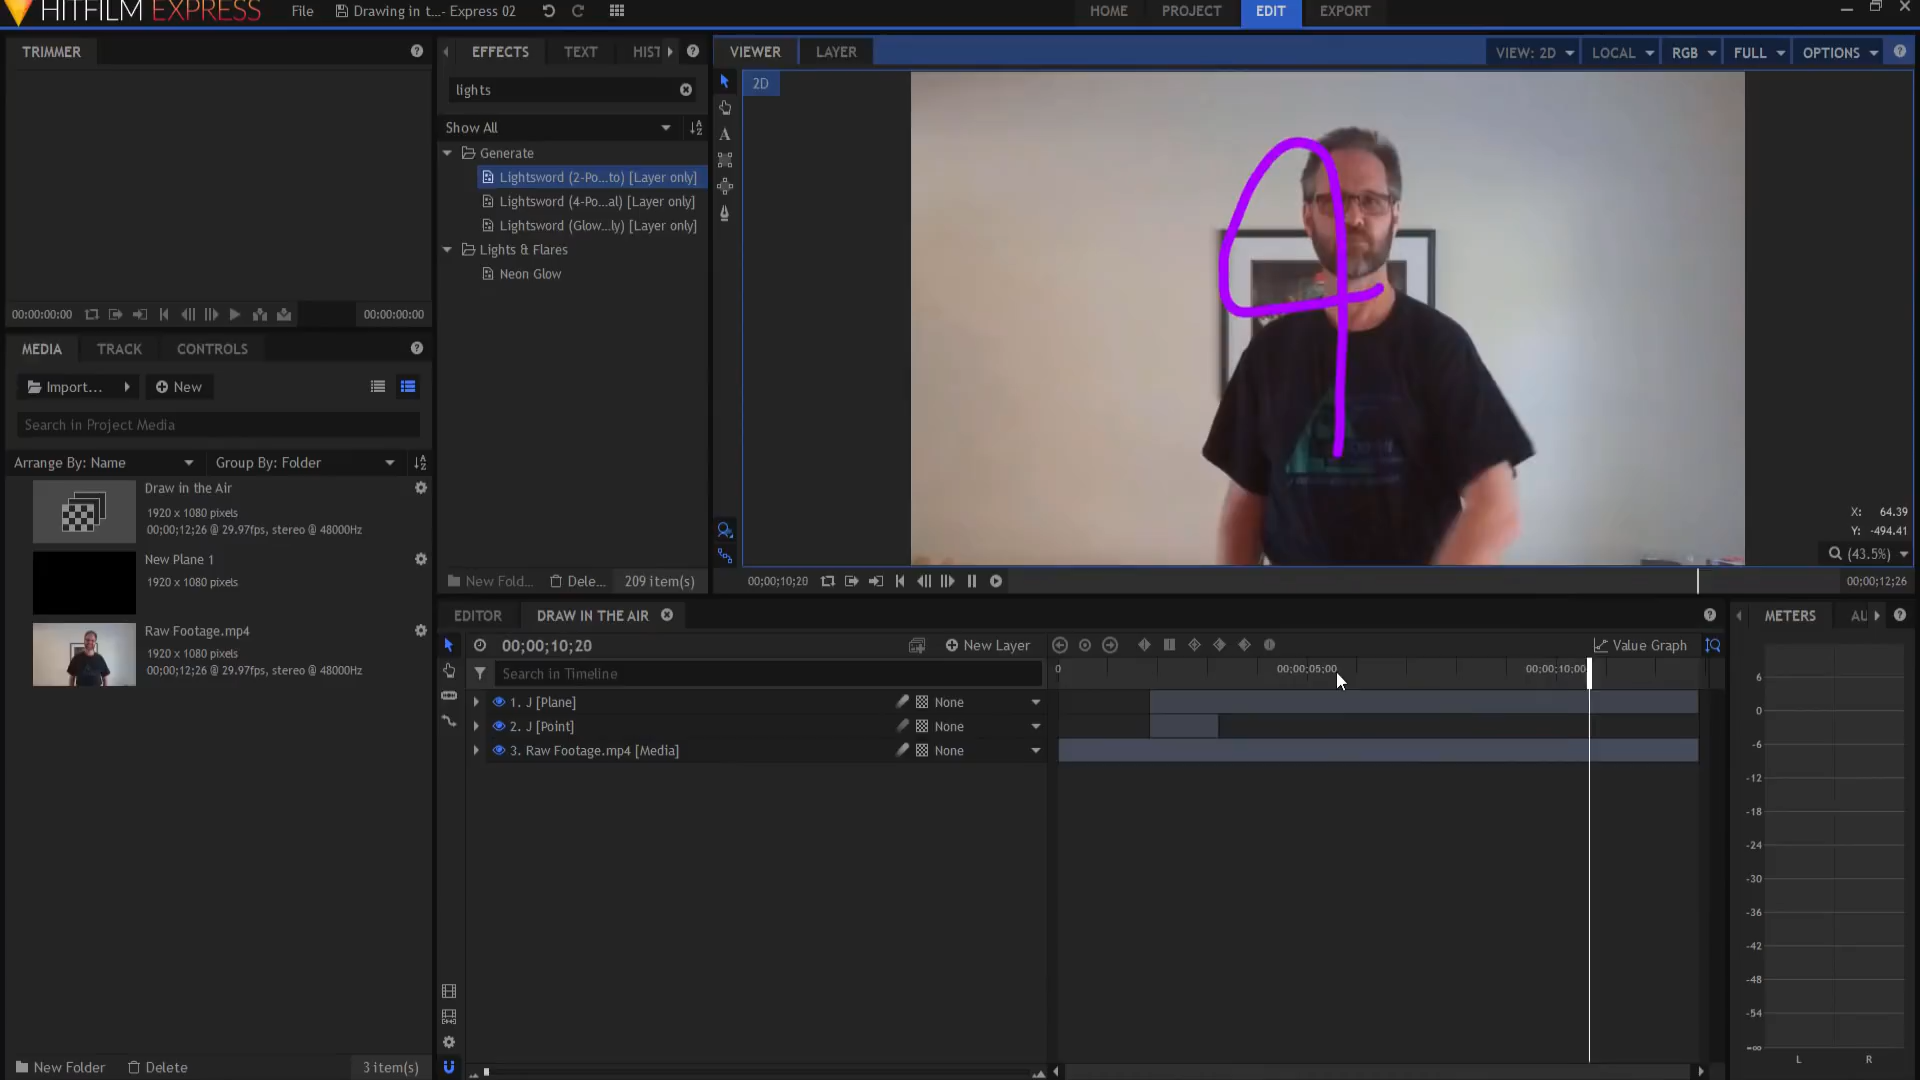 HITFILM EXPRESS
File
Drawing in t...- Express 02
HOME
PROJECT
EDIT
EXPORT
TRIMMER
EFFECTS
TEXT
HIST
VIEWER
LAYER
VIEW: 2D
LOCAL
RGB
FULL
OPTIONS
lights
Show All
Generate
Lightsword (2-Po...to) [Layer only]
Lightsword (4-Po...al) [Layer only]
Lightsword (Glow...ly) [Layer only]
Lights & Flares
Neon Glow
2D
X: 64.39
Y: -494.41
(43.5%)
00:00:00:00
00:00:00:00
MEDIA
TRACK
CONTROLS
Import...
New
Search in Project Media
Arrange By: Name
Group By: Folder
Draw in the Air
1920 x 1080 pixels
00;00;12;26 @ 29.97fps, stereo @ 48000Hz
New Plane 1
1920 x 1080 pixels
Raw Footage.mp4
1920 x 1080 pixels
00;00;12;26 @ 29.97fps, stereo @ 48000Hz
New Folder
Delete
3 item(s)
New Fold...
Dele...
209 item(s)
00;00;10;20
00;00;12;26
EDITOR
DRAW IN THE AIR
METERS
AU
00;00;10;20
New Layer
Value Graph
Search in Timeline
0
00;00;05;00
00;00;10;00
1. J [Plane]
None
2. J [Point]
None
3. Raw Footage.mp4 [Media]
None
6
0
-6
-12
-18
-24
-30
-36
-42
-48
-54
-∞
L
R